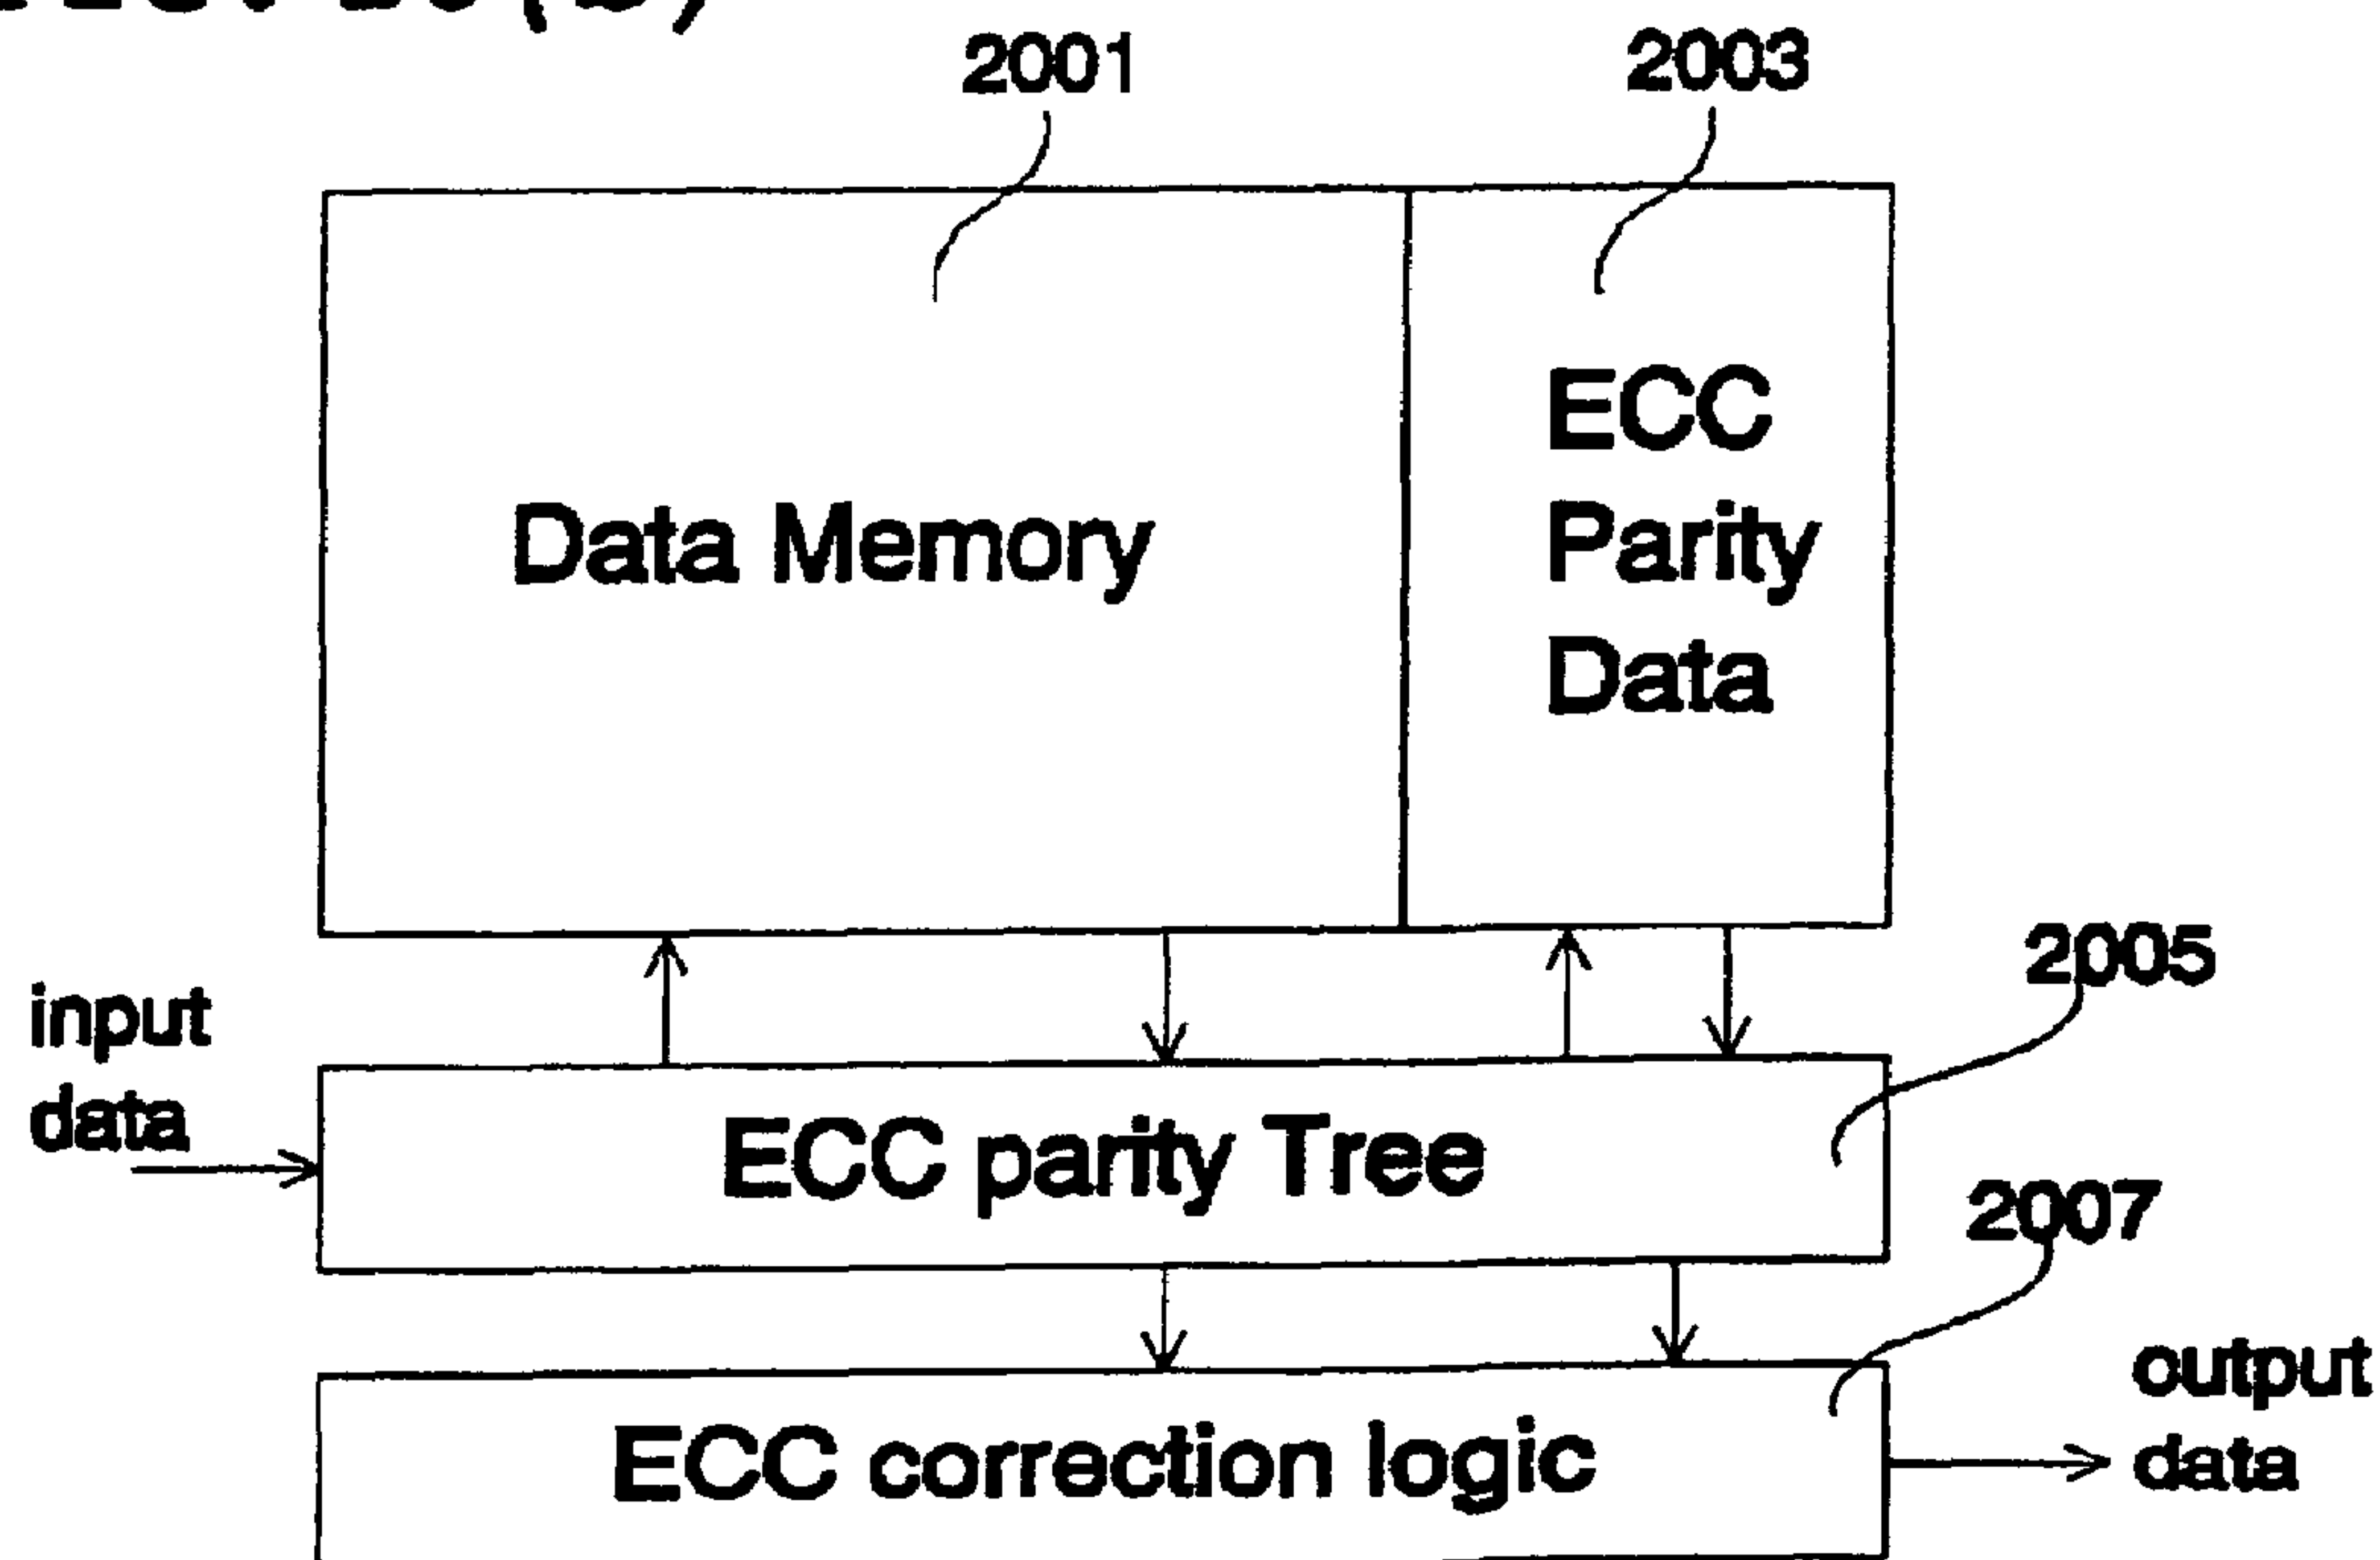 2001
2003
Data Memory
ECC
Parity
Data
2005
input
data
ECC parity Tree
2007
output
data
ECC correction logic